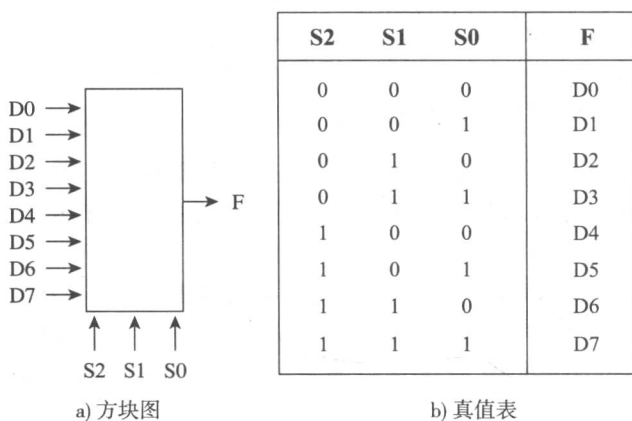 D0
D1
D2
D3
D4
D5
D6
D7
F
S2 S1 S0
a) 方块图
S2 S1 S0 F
0 0 0 D0
0 0 1 D1
0 1 0 D2
0 1 1 D3
1 0 0 D4
1 0 1 D5
1 1 0 D6
1 1 1 D7
b) 真值表